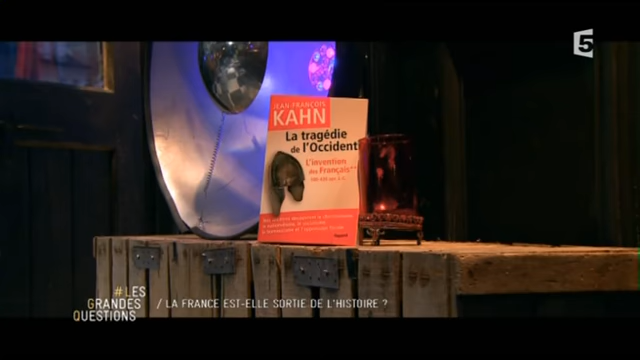 5
JEAN-FRANÇOIS
KAHN
La tragédie
de l'Occident
L'invention
des Français**
#LES
GRANDES
QUESTIONS
/ LA FRANCE EST-ELLE SORTIE DE L'HISTOIRE ?